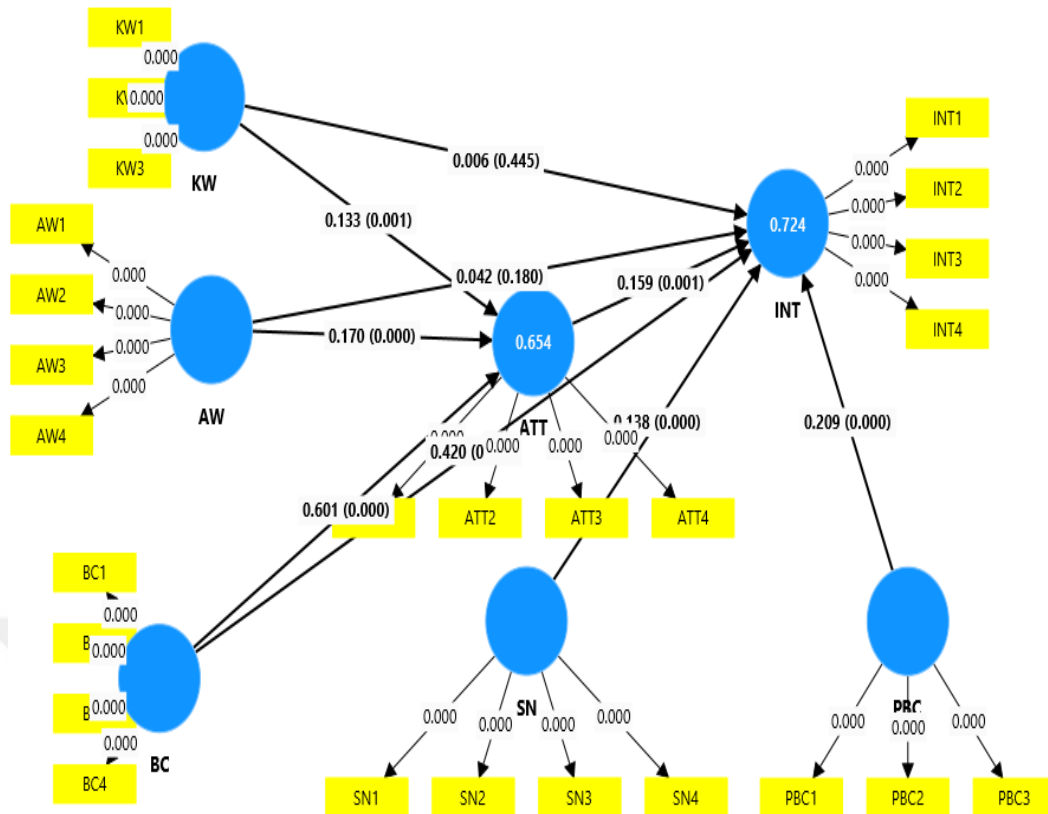 KW1
0.000
0.000
0.000
KW3
KW
0.006 (0.445)
0.133 (0.001)
INT1
INT2
INT3
INT4
0.000
0.000
0.000
0.000
0.724
INT
AW1
AW2
AW3
AW4
0.000
0.000
0.000
0.000
AW
0.042 (0.180)
0.170 (0.000)
0.159 (0.001)
0.654
ATT
0.138 (0.000)
0.209 (0.000)
0.000
0.000
0.000
0.420 (0
0.601 (0.000)
ATT2
ATT3
ATT4
BC1
0.000
0.000
0.000
0.000
BC4
BC
SN
0.000
0.000
0.000
0.000
SN1
SN2
SN3
SN4
PBC
0.000
0.000
0.000
PBC1
PBC2
PBC3